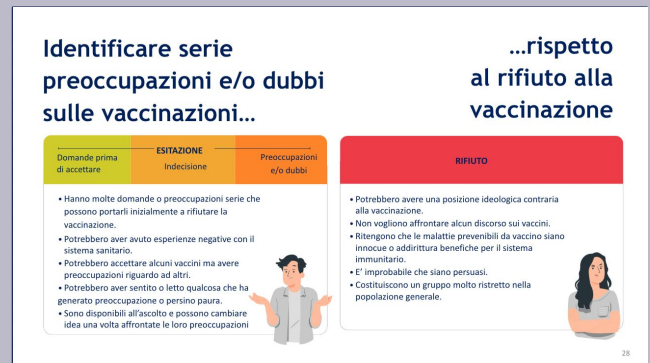 Identificare serie
preoccupazioni e/o dubbi
sulle vaccinazioni…
…rispetto
al rifiuto alla
vaccinazione
ESITAZIONE
Domande prima
di accettare
Indecisione
Preoccupazioni
e/o dubbi
• Hanno molte domande o preoccupazioni serie che
possono portarli inizialmente a rifiutare la
vaccinazione.
• Potrebbero aver avuto esperienze negative con il
sistema sanitario.
• Potrebbero accettare alcuni vaccini ma avere
preoccupazioni riguardo ad altri.
• Potrebbero aver sentito o letto qualcosa che ha
generato preoccupazione o persino paura.
• Sono disponibili all’ascolto e possono cambiare
idea una volta affrontate le loro preoccupazioni
RIFIUTO
• Potrebbero avere una posizione ideologica contraria
alla vaccinazione.
• Non vogliono affrontare alcun discorso sui vaccini.
• Ritengono che le malattie prevenibili da vaccino siano
innocue o addirittura benefiche per il sistema
immunitario.
• E’ improbabile che siano persuasi.
• Costituiscono un gruppo molto ristretto nella
popolazione generale.
28